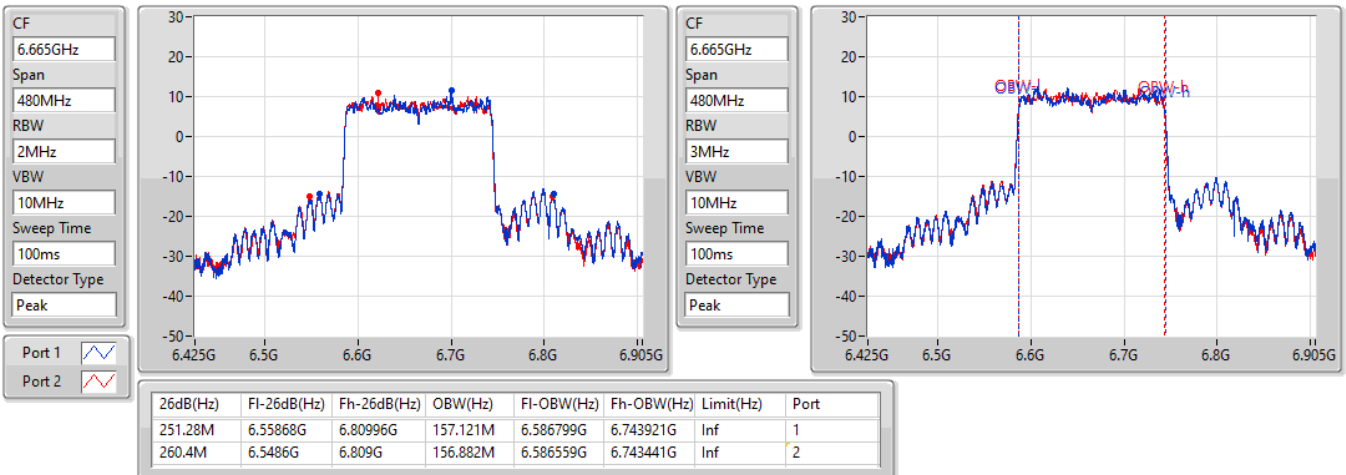 CF
6.665GHz
Span
480MHz
RBW
2MHz
VBW
10MHz
Sweep Time
100ms
Detector Type
Peak
Port 1
Port 2
30
20
10
0
-10
-20
-30
-40
-50
6.425G 6.5G 6.6G 6.7G 6.8G 6.905G
CF
6.665GHz
Span
480MHz
RBW
3MHz
VBW
10MHz
Sweep Time
100ms
Detector Type
Peak
30
20
10
0
-10
-20
-30
-40
-50
OBW-l OBW-h
6.425G 6.5G 6.6G 6.7G 6.8G 6.905G
26dB(Hz) Fl-26dB(Hz) Fh-26dB(Hz) OBW(Hz) Fl-OBW(Hz) Fh-OBW(Hz) Limit(Hz) Port
251.28M 6.55868G 6.80996G 157.121M 6.586799G 6.743921G Inf 1
260.4M 6.5486G 6.809G 156.882M 6.586559G 6.743441G Inf 2